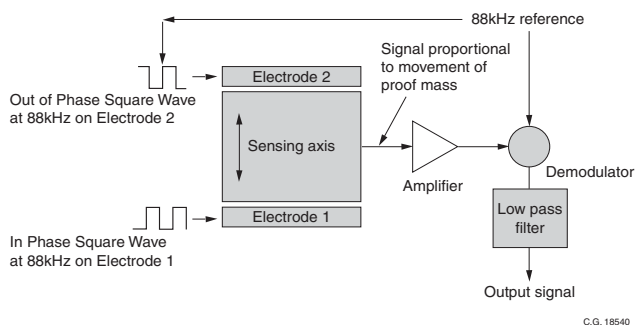 88kHz reference
Signal proportional
to movement of
proof mass
Electrode 2
Out of Phase Square Wave
at 88kHz on Electrode 2
Sensing axis
Amplifier
Demodulator
Low pass
filter
Electrode 1
In Phase Square Wave
at 88kHz on Electrode 1
Output signal
C.G. 18540